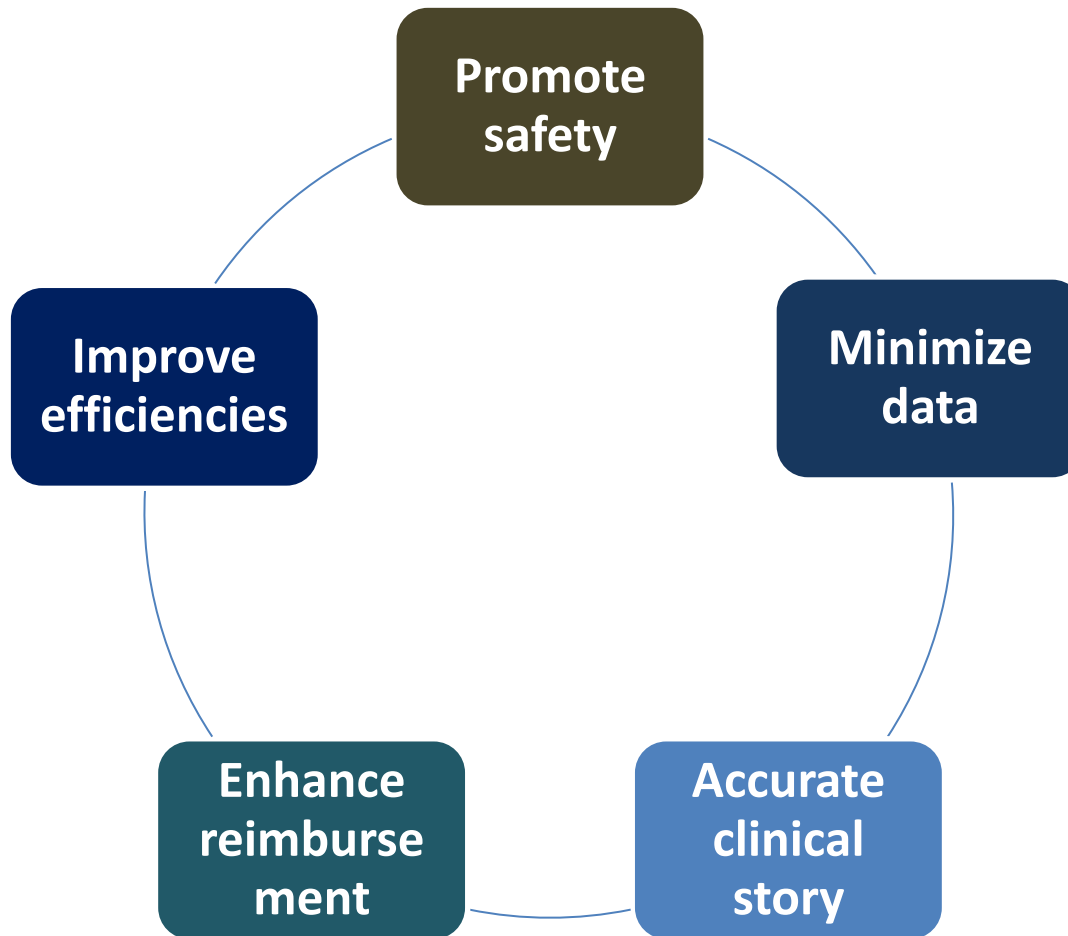 Promote
safety
Minimize
data
Accurate
clinical
story
Enhance
reimburse
ment
Improve
efficiencies